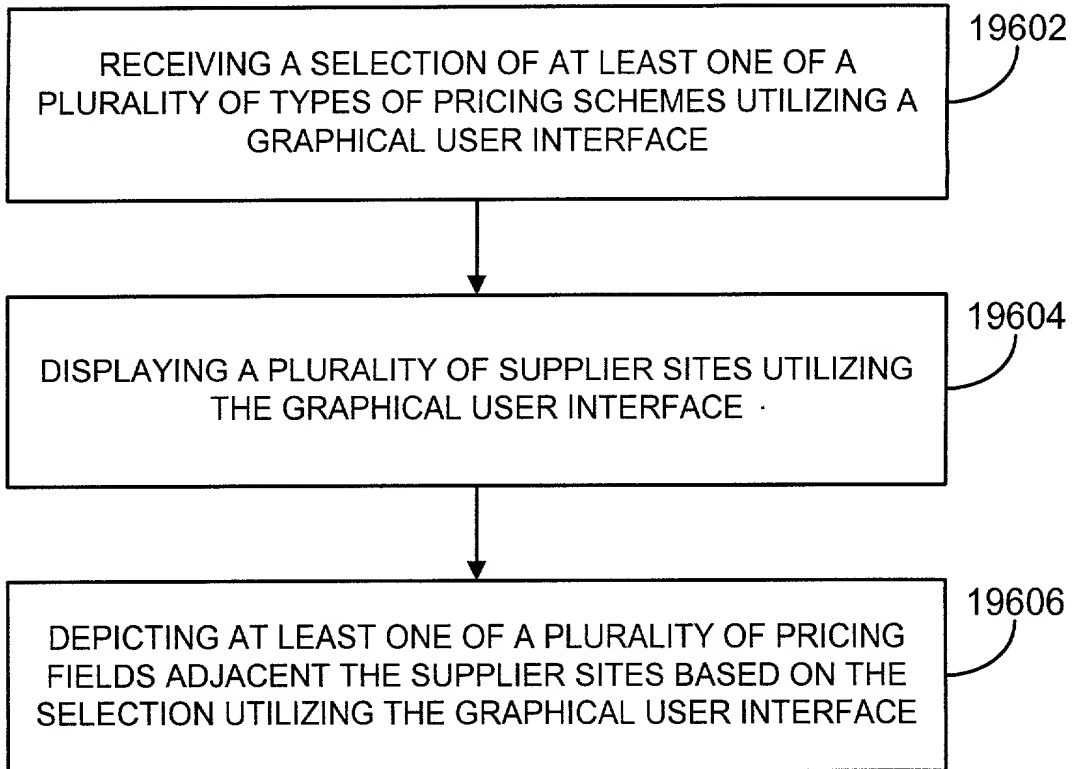 19602
RECEIVING A SELECTION OF AT LEAST ONE OF A
PLURALITY OF TYPES OF PRICING SCHEMES UTILIZING A
GRAPHICAL USER INTERFACE
19604
DISPLAYING A PLURALITY OF SUPPLIER SITES UTILIZING
THE GRAPHICAL USER INTERFACE
19606
DEPICTING AT LEAST ONE OF A PLURALITY OF PRICING
FIELDS ADJACENT THE SUPPLIER SITES BASED ON THE
SELECTION UTILIZING THE GRAPHICAL USER INTERFACE